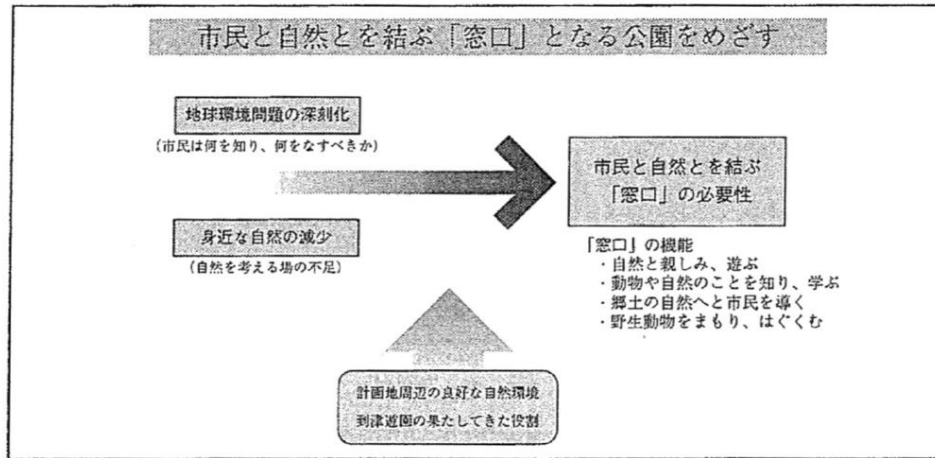 市民と自然とを結ぶ「窓口」となる公園をめざす
地球環境問題の深刻化
(市民は何を知り、何をなすべきか)
身近な自然の減少
(自然を考える場の不足)
市民と自然とを結ぶ
「窓口」の必要性
「窓口」の機能
・自然と親しみ、遊ぶ
・動物や自然のことを知り、学ぶ
・郷土の自然へと市民を導く
・野生動物をまもり、はぐくむ
計画地周辺の良好な自然環境
到津遊園の果たしてきた役割